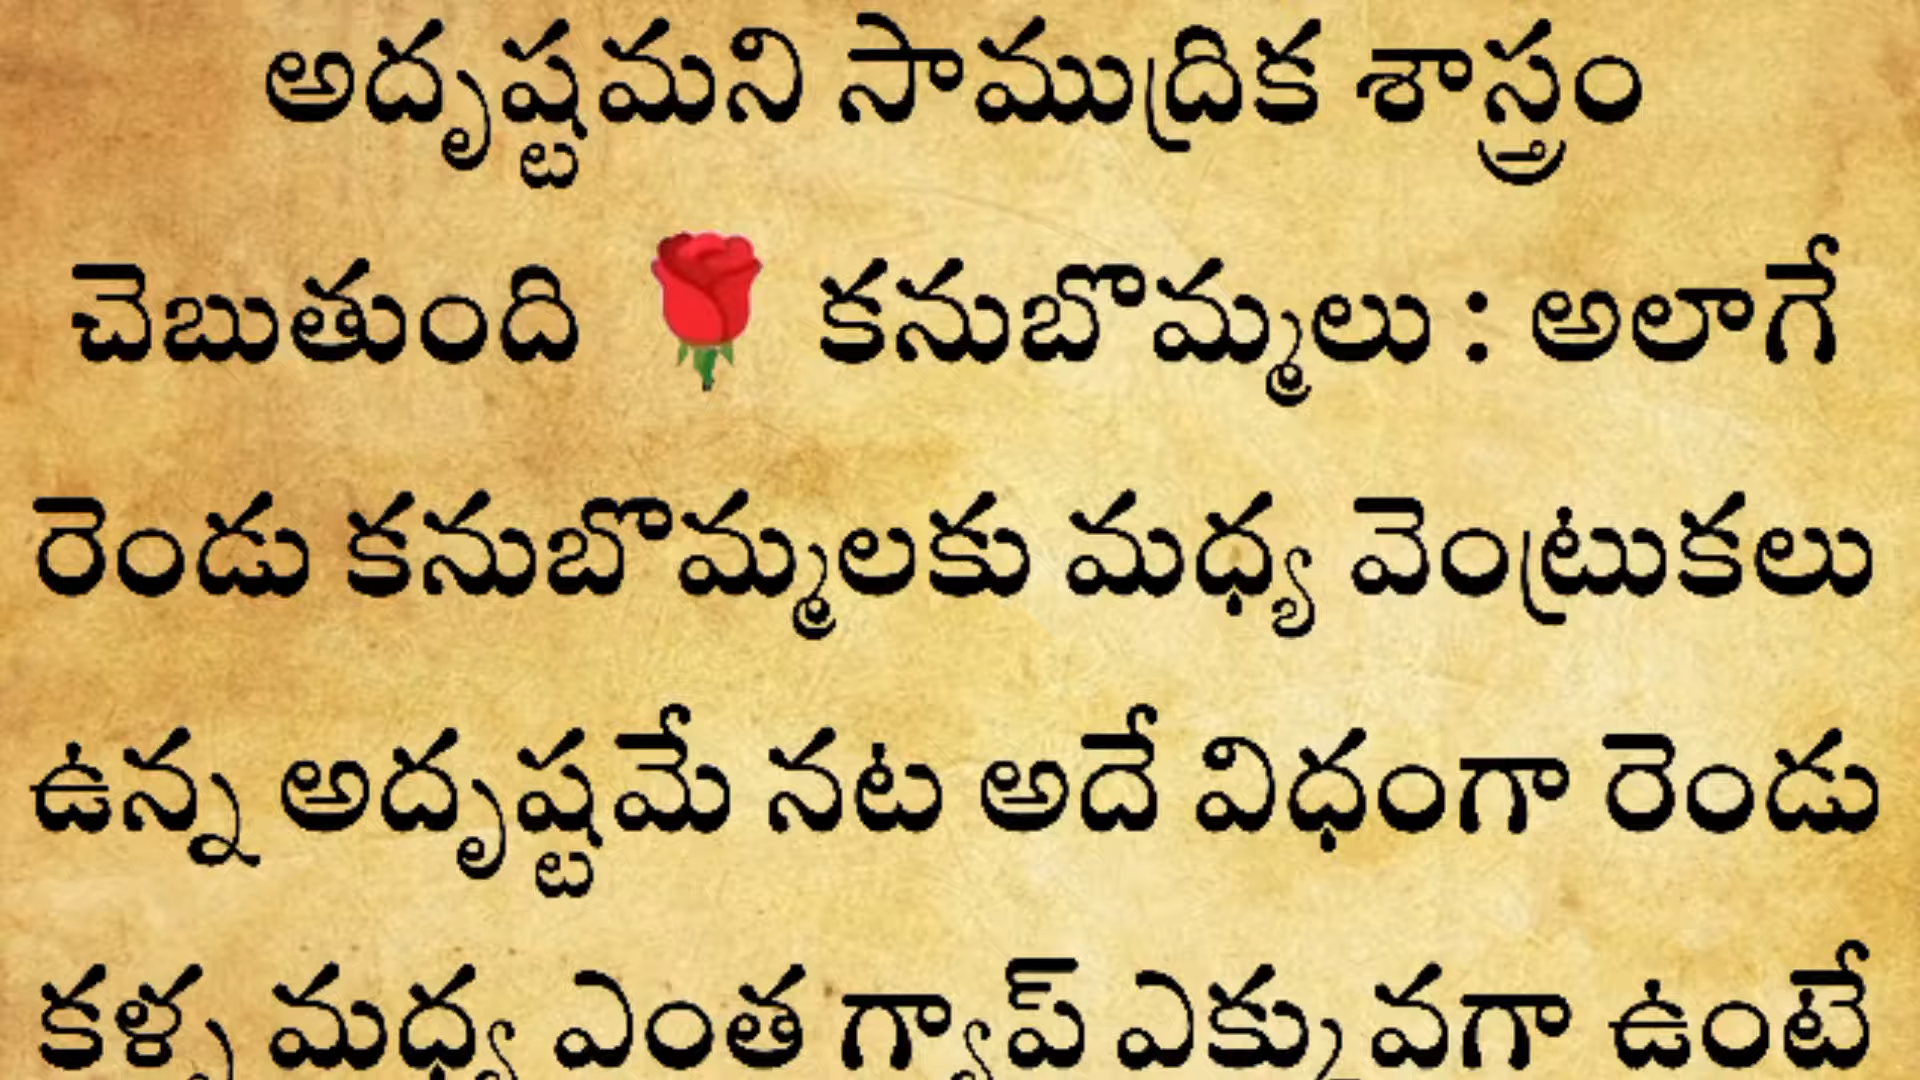 అదృష్టమని సాముద్రిక శాస్త్రం
చెబుతుంది 🌹 కనుబొమ్మలు : అలాగే
రెండు కనుబొమ్మలకు మధ్య వెంట్రుకలు
ఉన్న అదృష్టమే నట అదే విధంగా రెండు
కళ్ళ మధ్య ఎంత గ్యాప్ ఎక్కువగా ఉంటే